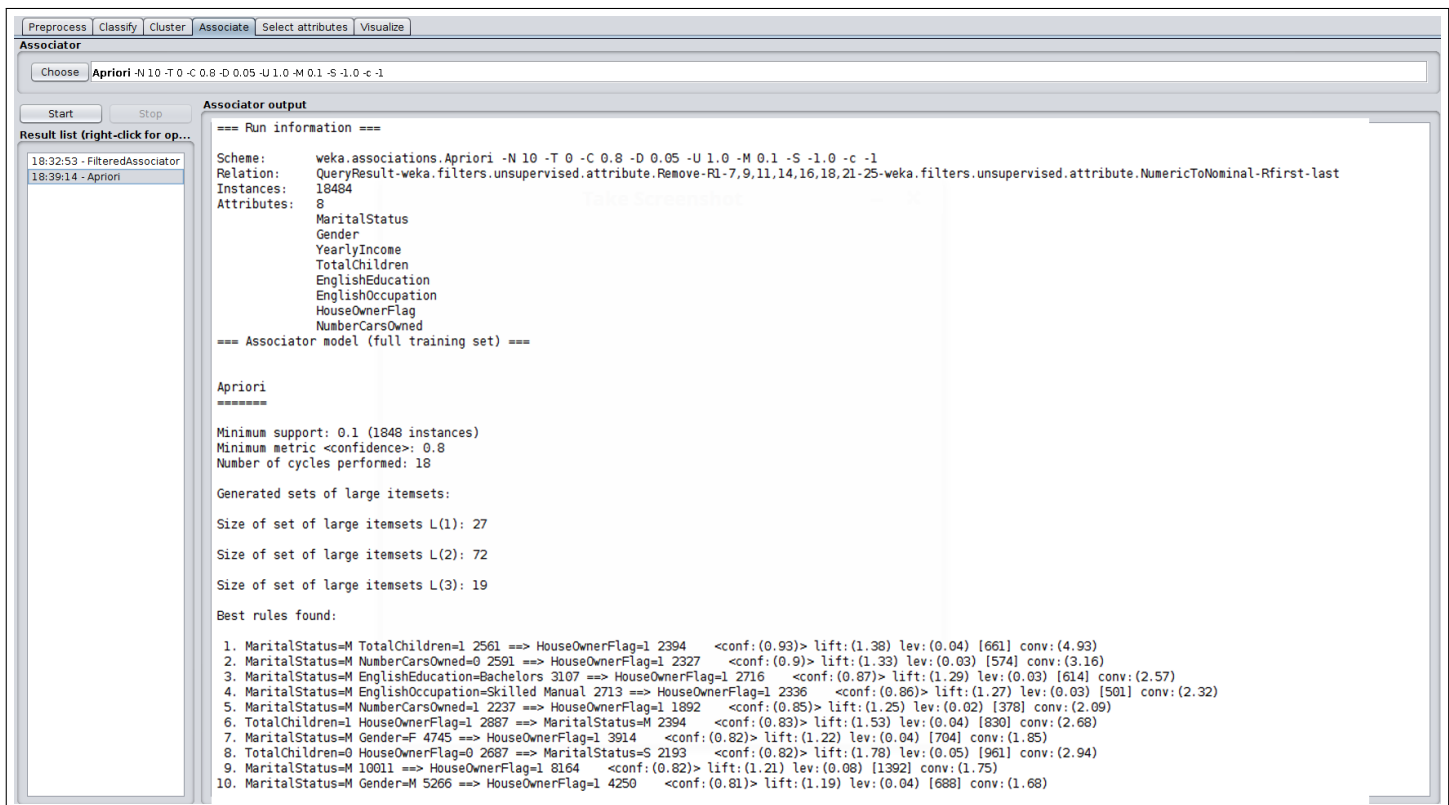 Preprocess Classify Cluster Associate Select attributes Visualize
Associator
Choose Apriori -N 10 -T 0 -C 0.8 -D 0.05 -U 1.0 -M 0.1 -S -1.0 -c -1
Start Stop
Result list (right-click for op...
18:32:53 - FilteredAssociator
18:39:14 - Apriori
Associator output
=== Run information ===
Scheme: weka.associations.Apriori -N 10 -T 0 -C 0.8 -D 0.05 -U 1.0 -M 0.1 -S -1.0 -c -1
Relation: QueryResult-weka.filters.unsupervised.attribute.Remove-R1-7,9,11,14,16,18,21-25-weka.filters.unsupervised.attribute.NumericToNominal-Rfirst-last
Instances: 18484
Attributes: 8
MaritalStatus
Gender
YearlyIncome
TotalChildren
EnglishEducation
EnglishOccupation
HouseOwnerFlag
NumberCarsOwned
=== Associator model (full training set) ===
Apriori
=======
Minimum support: 0.1 (1848 instances)
Minimum metric <confidence>: 0.8
Number of cycles performed: 18
Generated sets of large itemsets:
Size of set of large itemsets L(1): 27
Size of set of large itemsets L(2): 72
Size of set of large itemsets L(3): 19
Best rules found:
1. MaritalStatus=M TotalChildren=1 2561 ==> HouseOwnerFlag=1 2394 <conf:(0.93)> lift:(1.38) lev:(0.04) [661] conv:(4.93)
2. MaritalStatus=M NumberCarsOwned=0 2591 ==> HouseOwnerFlag=1 2327 <conf:(0.9)> lift:(1.33) lev:(0.03) [574] conv:(3.16)
3. MaritalStatus=M EnglishEducation=Bachelors 3107 ==> HouseOwnerFlag=1 2716 <conf:(0.87)> lift:(1.29) lev:(0.03) [614] conv:(2.57)
4. MaritalStatus=M EnglishOccupation=Skilled Manual 2713 ==> HouseOwnerFlag=1 2336 <conf:(0.86)> lift:(1.27) lev:(0.03) [501] conv:(2.32)
5. MaritalStatus=M NumberCarsOwned=1 2237 ==> HouseOwnerFlag=1 1892 <conf:(0.85)> lift:(1.25) lev:(0.02) [378] conv:(2.09)
6. TotalChildren=1 HouseOwnerFlag=1 2887 ==> MaritalStatus=M 2394 <conf:(0.83)> lift:(1.53) lev:(0.04) [830] conv:(2.68)
7. MaritalStatus=M Gender=F 4745 ==> HouseOwnerFlag=1 3914 <conf:(0.82)> lift:(1.22) lev:(0.04) [704] conv:(1.85)
8. TotalChildren=0 HouseOwnerFlag=0 2687 ==> MaritalStatus=S 2193 <conf:(0.82)> lift:(1.78) lev:(0.05) [961] conv:(2.94)
9. MaritalStatus=M 10011 ==> HouseOwnerFlag=1 8164 <conf:(0.82)> lift:(1.21) lev:(0.08) [1392] conv:(1.75)
10. MaritalStatus=M Gender=M 5266 ==> HouseOwnerFlag=1 4250 <conf:(0.81)> lift:(1.19) lev:(0.04) [688] conv:(1.68)